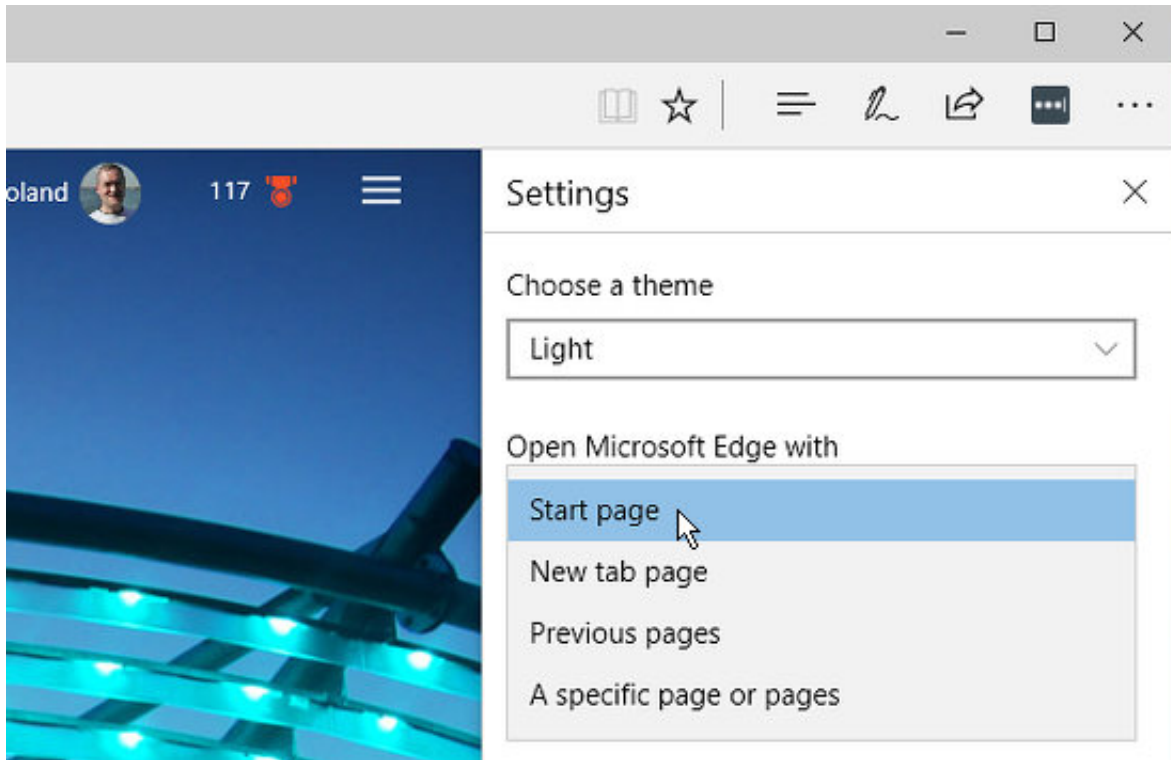 oland
117
Settings
Choose a theme
Light
Open Microsoft Edge with
Start page
New tab page
Previous pages
A specific page or pages